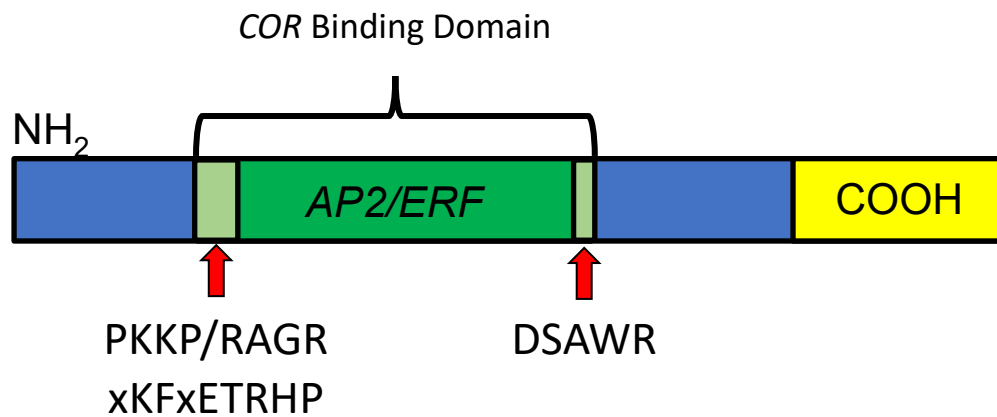 COR Binding Domain
NH₂
AP2/ERF
COOH
PKKP/RAGR
xKFxETRHP
DSAWR